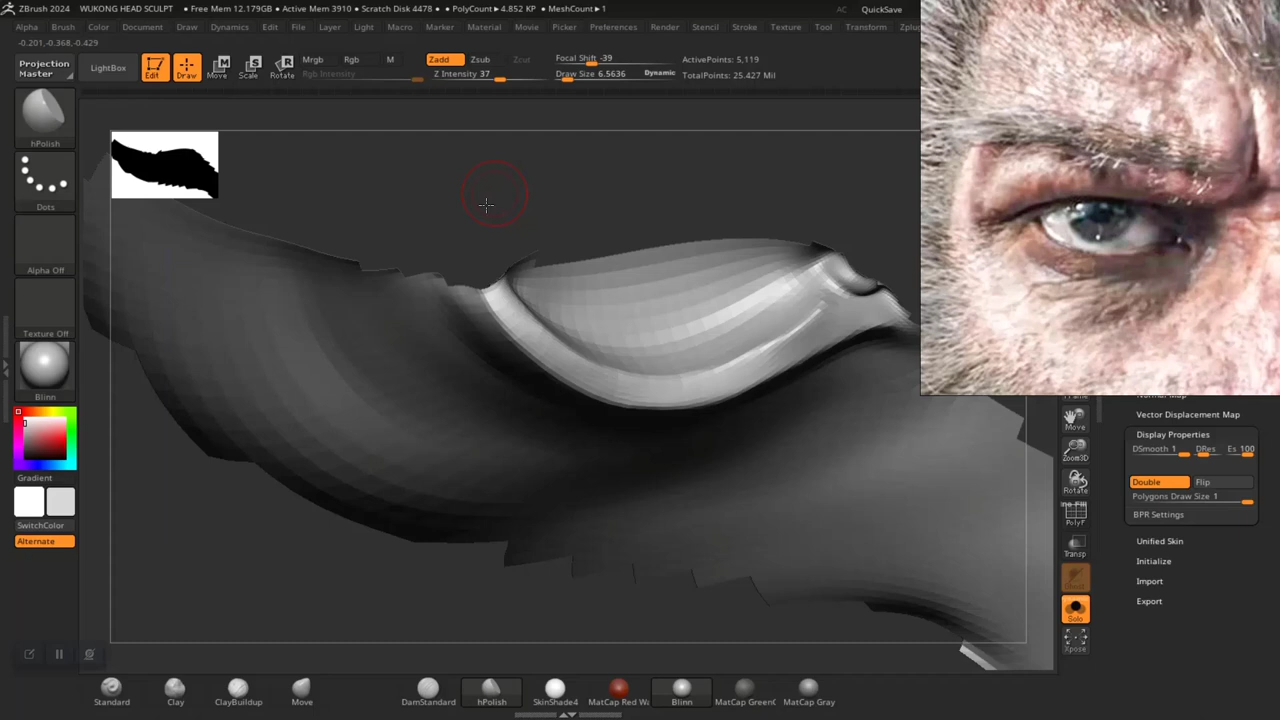 ZBrush 2024 WUKONG HEAD SCULPT • Free Mem 12.179GB • Active Mem 3910 • Scratch Disk 4478 • PolyCount 4.852 KP • MeshCount 1 AC QuickSave
Alpha Brush Color Document Draw Dynamics Edit File Layer Light Macro Marker Material Movie Picker Preferences Render Stencil Stroke Texture Tool Transform Zplug
-0.201,-0.368,-0.429
Projection Master
LightBox
Edit
Draw
Move
Scale
Rotate
Mrgb Rgb M
Rgb Intensity
Zadd Zsub Zcut
Z Intensity 37
Focal Shift -39
Draw Size 6.5636 Dynamic
ActivePoints: 5,119
TotalPoints: 25.427 Mil
hPolish
Dots
Alpha Off
Texture Off
Blinn
Gradient
SwitchColor
Alternate
Move
Zoom3D
Rotate
PolyF
Transp
Solo
Xpose
Vector Displacement Map
Display Properties
DSmooth 1 DRes Es 100
Double Flip
Polygons Draw Size 1
BPR Settings
Unified Skin
Initialize
Import
Export
Standard Clay ClayBuildup Move DamStandard hPolish SkinShade4 MatCap Red Wa Blinn MatCap GreenC MatCap Gray